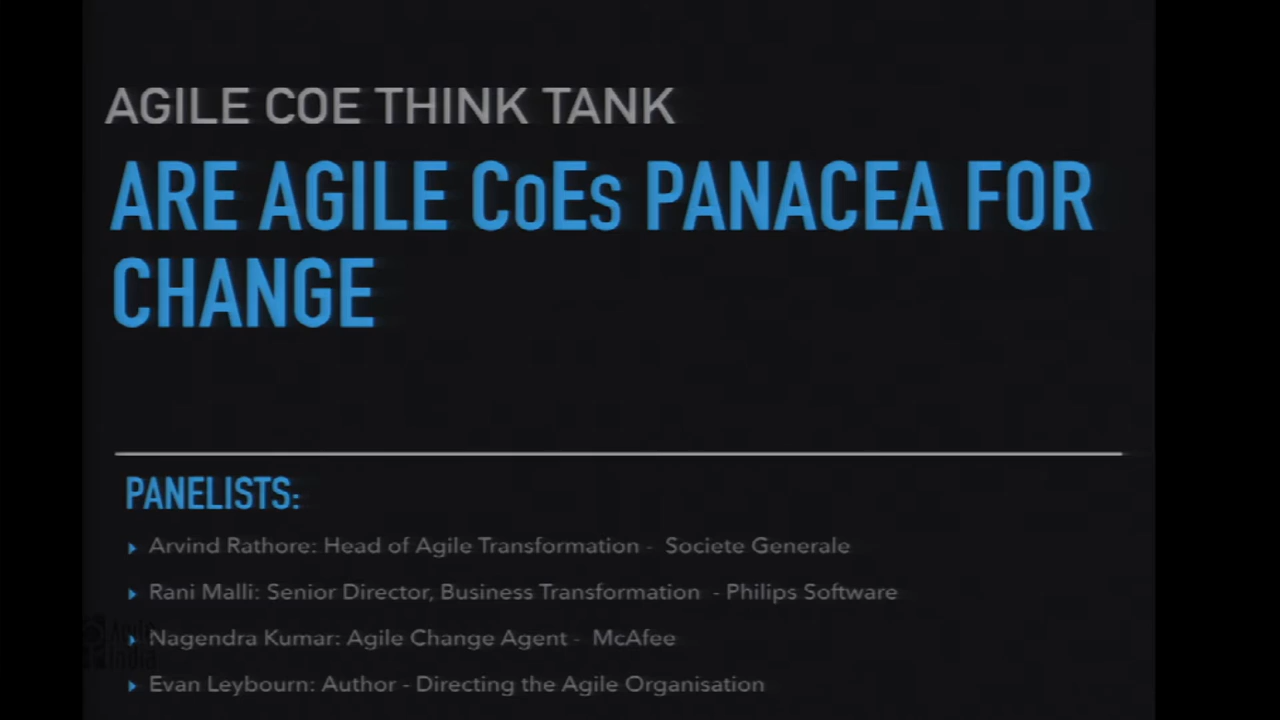 AGILE COE THINK TANK
ARE AGILE CoEs PANACEA FOR
CHANGE
PANELISTS:
Arvind Rathore: Head of Agile Transformation - Societe Generale
Rani Malli: Senior Director, Business Transformation - Philips Software
Nagendra Kumar: Agile Change Agent - McAfee
Evan Leybourn: Author - Directing the Agile Organisation
Agile
India